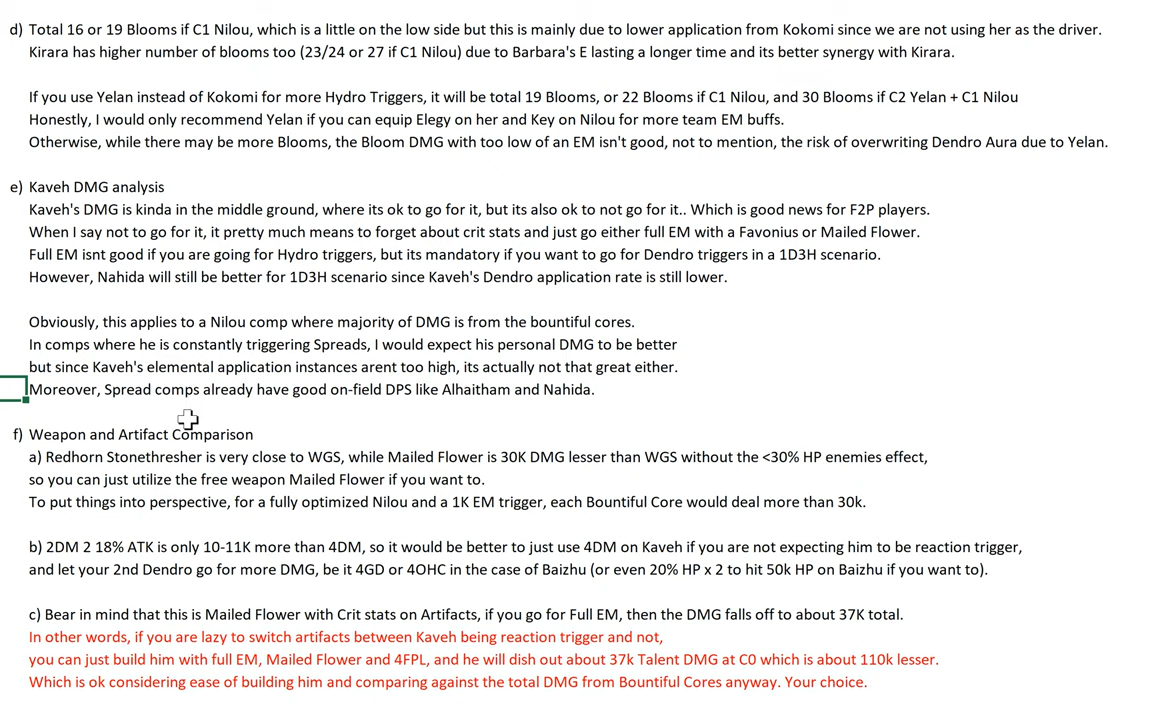 d) Total 16 or 19 Blooms if C1 Nilou, which is a little on the low side but this is mainly due to lower application from Kokomi since we are not using her as the driver.
Kirara has higher number of blooms too (23/24 or 27 if C1 Nilou) due to Barbara's E lasting a longer time and its better synergy with Kirara.
If you use Yelan instead of Kokomi for more Hydro Triggers, it will be total 19 Blooms, or 22 Blooms if C1 Nilou, and 30 Blooms if C2 Yelan + C1 Nilou
Honestly, I would only recommend Yelan if you can equip Elegy on her and Key on Nilou for more team EM buffs.
Otherwise, while there may be more Blooms, the Bloom DMG with too low of an EM isn't good, not to mention, the risk of overwriting Dendro Aura due to Yelan.
e) Kaveh DMG analysis
Kaveh's DMG is kinda in the middle ground, where its ok to go for it, but its also ok to not go for it.. Which is good news for F2P players.
When I say not to go for it, it pretty much means to forget about crit stats and just go either full EM with a Favonius or Mailed Flower.
Full EM isnt good if you are going for Hydro triggers, but its mandatory if you want to go for Dendro triggers in a 1D3H scenario.
However, Nahida will still be better for 1D3H scenario since Kaveh's Dendro application rate is still lower.
Obviously, this applies to a Nilou comp where majority of DMG is from the bountiful cores.
In comps where he is constantly triggering Spreads, I would expect his personal DMG to be better
but since Kaveh's elemental application instances arent too high, its actually not that great either.
Moreover, Spread comps already have good on-field DPS like Alhaitham and Nahida.
f) Weapon and Artifact Comparison
a) Redhorn Stonethresher is very close to WGS, while Mailed Flower is 30K DMG lesser than WGS without the <30% HP enemies effect,
so you can just utilize the free weapon Mailed Flower if you want to.
To put things into perspective, for a fully optimized Nilou and a 1K EM trigger, each Bountiful Core would deal more than 30k.
b) 2DM 2 18% ATK is only 10-11K more than 4DM, so it would be better to just use 4DM on Kaveh if you are not expecting him to be reaction trigger,
and let your 2nd Dendro go for more DMG, be it 4GD or 4OHC in the case of Baizhu (or even 20% HP x 2 to hit 50k HP on Baizhu if you want to).
c) Bear in mind that this is Mailed Flower with Crit stats on Artifacts, if you go for Full EM, then the DMG falls off to about 37K total.
In other words, if you are lazy to switch artifacts between Kaveh being reaction trigger and not,
you can just build him with full EM, Mailed Flower and 4FPL, and he will dish out about 37k Talent DMG at C0 which is about 110k lesser.
Which is ok considering ease of building him and comparing against the total DMG from Bountiful Cores anyway. Your choice.